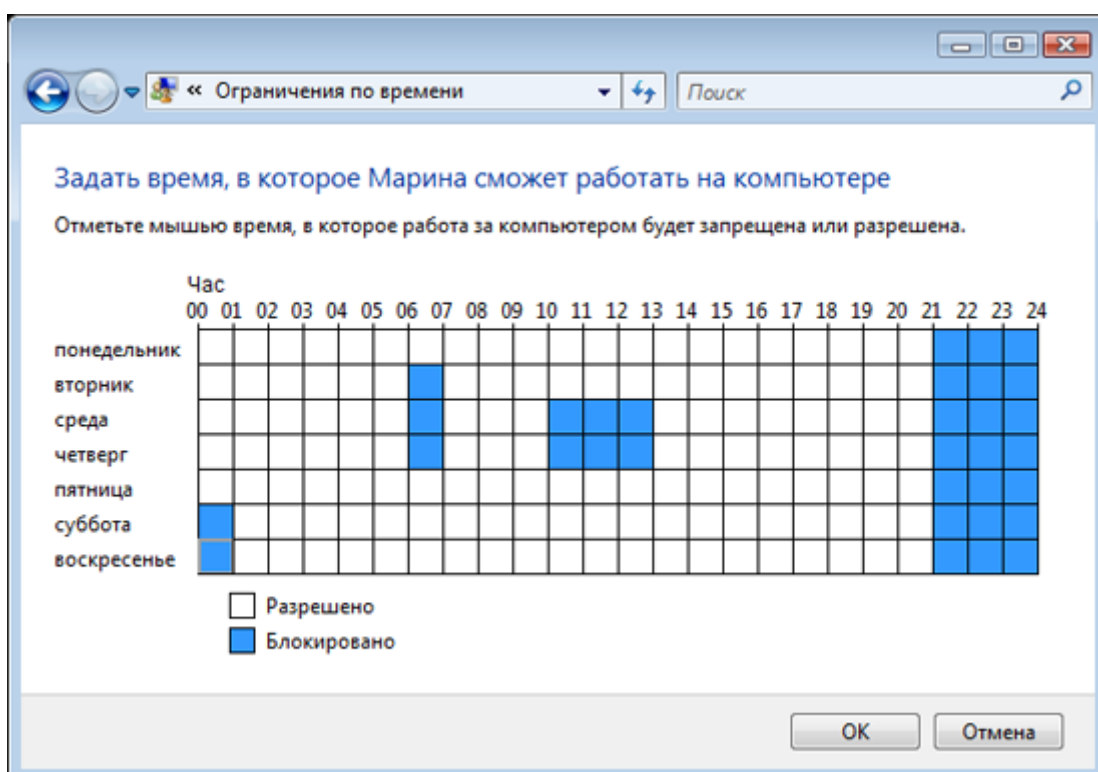 « Ограничения по времени
Поиск
Задать время, в которое Марина сможет работать на компьютере
Отметьте мышью время, в которое работа за компьютером будет запрещена или разрешена.
Час
00 01 02 03 04 05 06 07 08 09 10 11 12 13 14 15 16 17 18 19 20 21 22 23 24
понедельник
вторник
среда
четверг
пятница
суббота
воскресенье
Разрешено
Блокировано
ОК Отмена